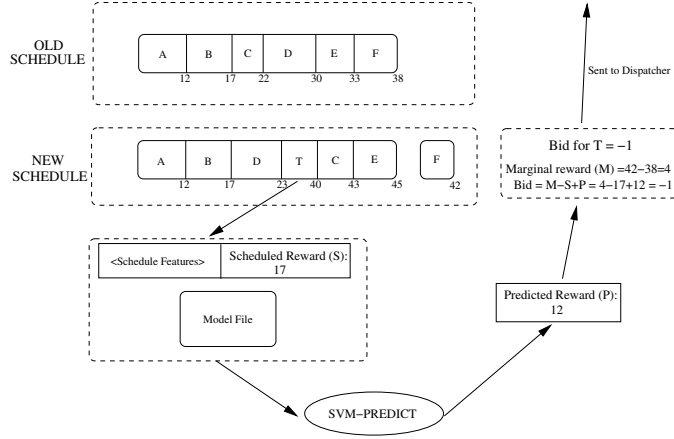 OLD
SCHEDULE
A B C D E F
12 17 22 30 33 38
Sent to Dispatcher
NEW
SCHEDULE
A B D T C E F
12 17 23 40 43 45 42
Bid for T = −1
Marginal reward (M) =42−38=4
Bid = M−S+P = 4−17+12 = −1
<Schedule Features>
Scheduled Reward (S):
17
Model File
Predicted Reward (P):
12
SVM−PREDICT